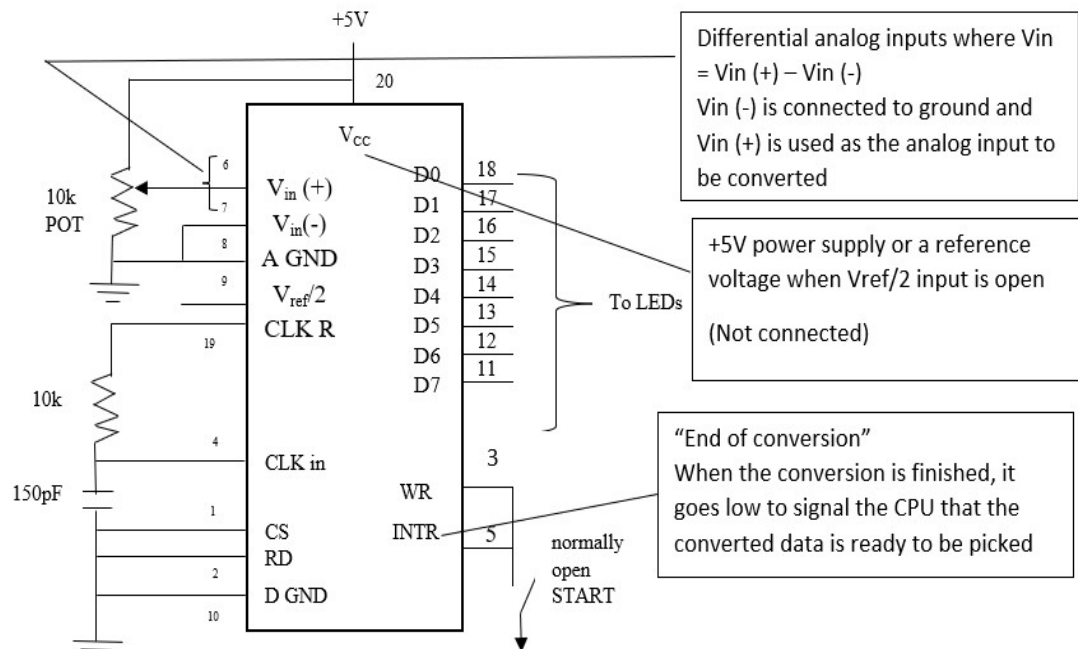 +5V
20
V_CC
6
V_in (+)
10k
POT
7
V_in(-)
8
A GND
9
V_ref/2
CLK R
19
10k
4
CLK in
150pF
1
CS
RD
2
D GND
10
D0 18
D1 17
D2 16
D3 15
D4 14
D5 13
D6 12
D7 11
To LEDs
3
WR
INTR
5
normally
open
START
Differential analog inputs where Vin
= Vin (+) – Vin (-)
Vin (-) is connected to ground and
Vin (+) is used as the analog input to
be converted
+5V power supply or a reference
voltage when Vref/2 input is open
(Not connected)
“End of conversion”
When the conversion is finished, it
goes low to signal the CPU that the
converted data is ready to be picked